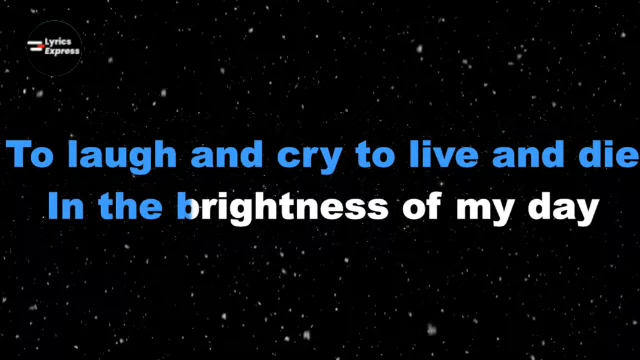 Lyrics
Express
To laugh and cry to live and die
In the brightness of my day